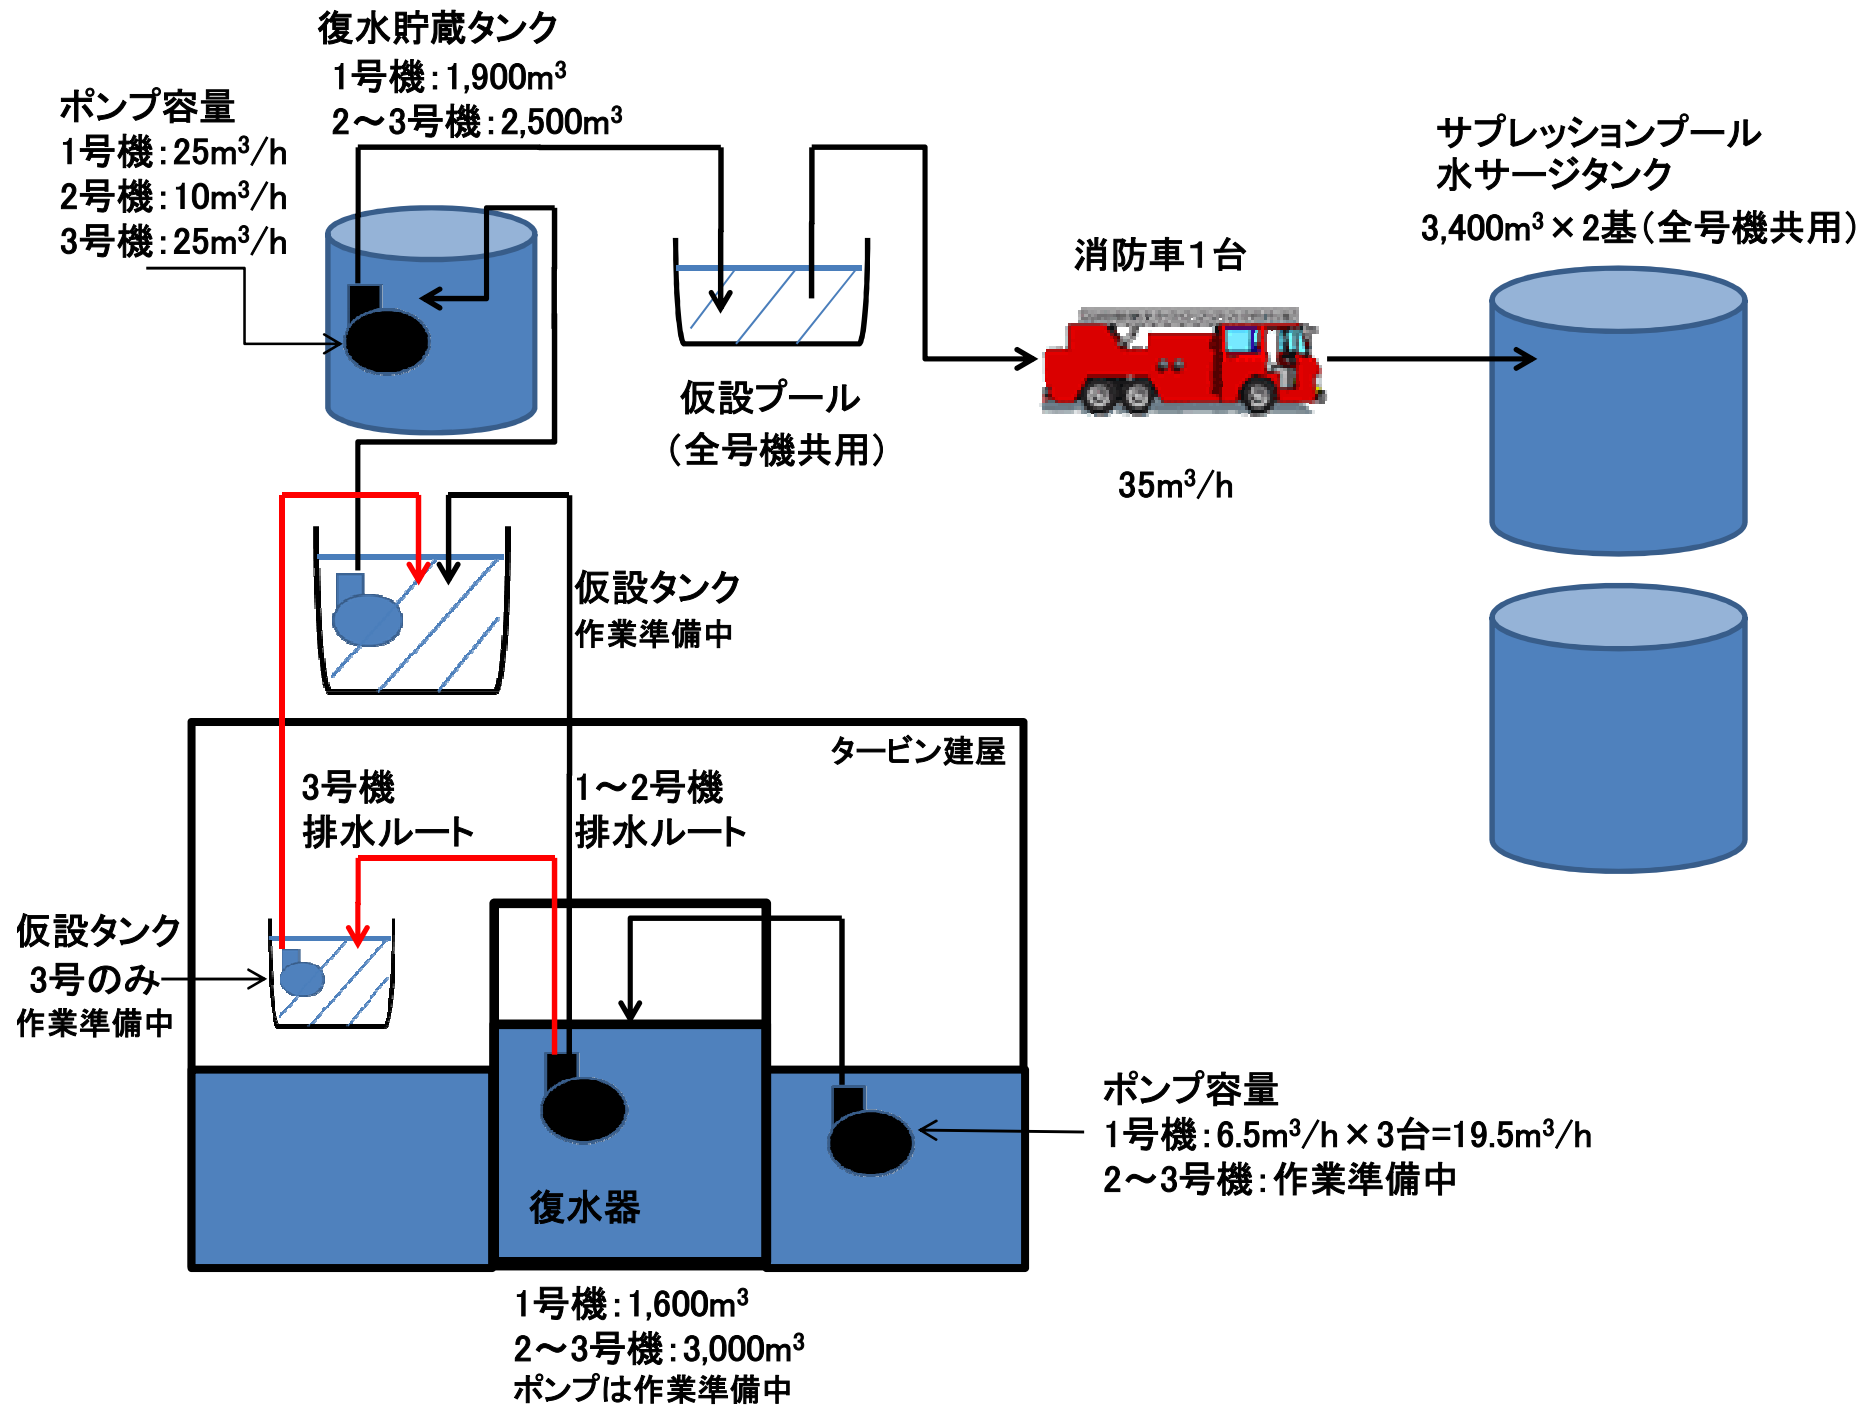 復水貯蔵タンク
1号機：1,900m³
2～3号機：2,500m³
ポンプ容量
1号機：25m³/h
2号機：10m³/h
3号機：25m³/h
サプレッションプール
水サージタンク
3,400m³×2基（全号機共用）
消防車1台
35m³/h
仮設プール
（全号機共用）
仮設タンク
作業準備中
タービン建屋
3号機
排水ルート
1～2号機
排水ルート
仮設タンク
3号のみ
作業準備中
復水器
ポンプ容量
1号機：6.5m³/h×3台=19.5m³/h
2～3号機：作業準備中
1号機：1,600m³
2～3号機：3,000m³
ポンプは作業準備中